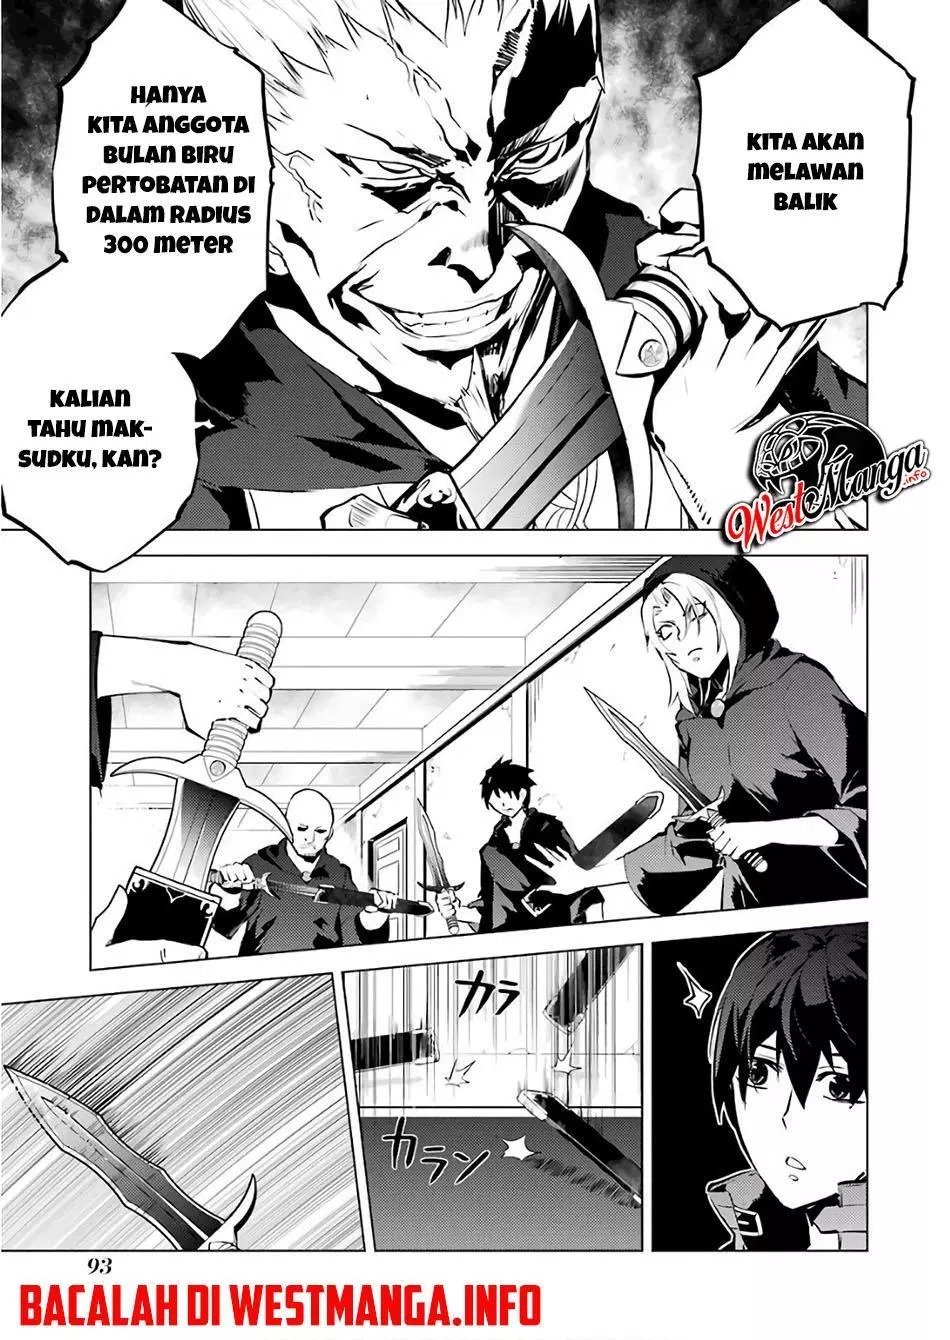 KITA AKAN
MELAWAN
BALIK
HANYA
KITA ANGGOTA
BULAN BIRU
PERTOBATAN DI
DALAM RADIUS
300 METER
KALIAN
TAHU MAK-
SUDKU, KAN?
WestManga
.info
カラ
カラン
93
BACALAH DI WESTMANGA.INFO